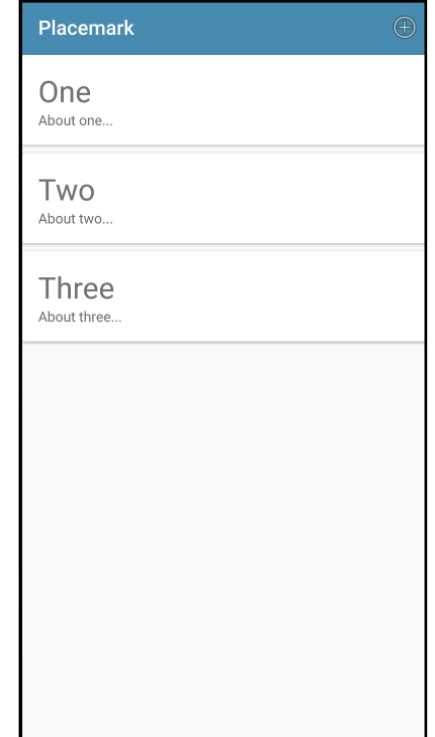 Placemark
One
About one...
Two
About two...
Three
About three...